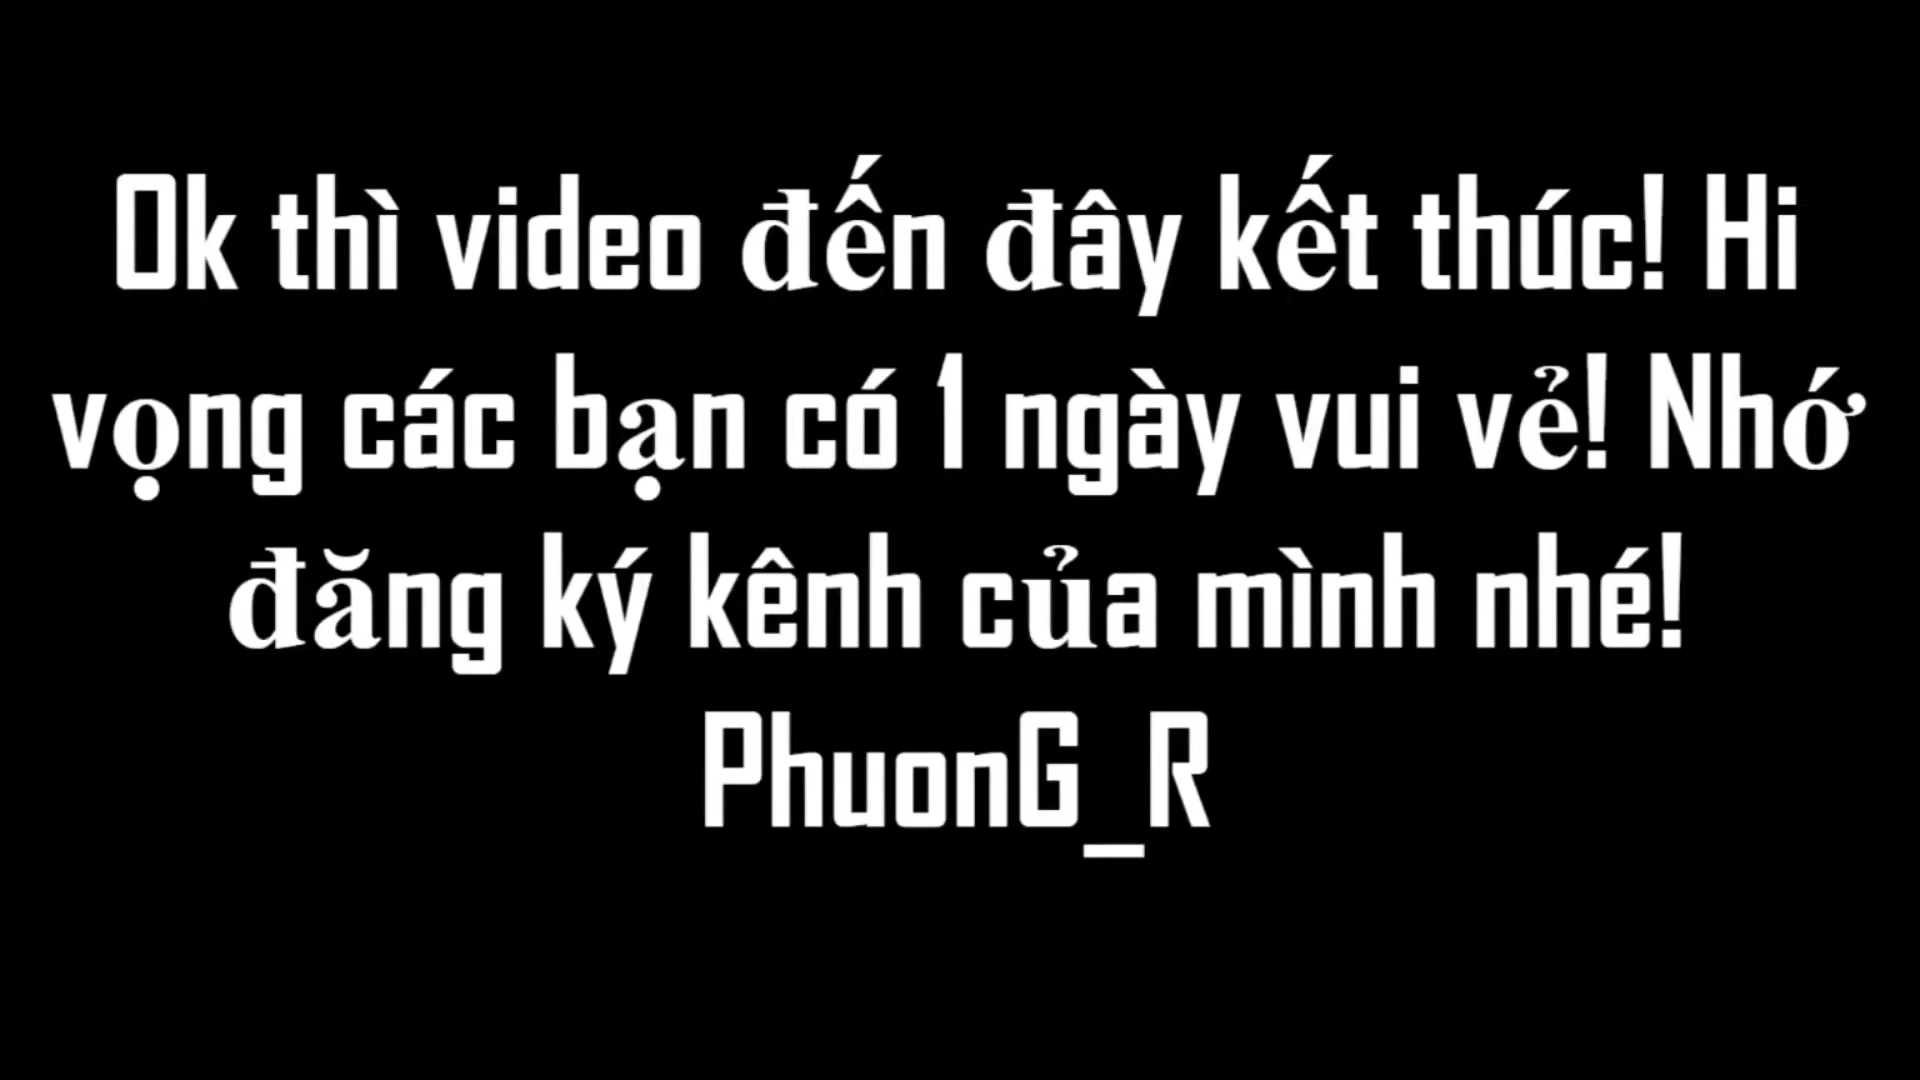 Ok thì video đến đây kết thúc! Hi
vọng các bạn có 1 ngày vui vẻ! Nhớ
đăng ký kênh của mình nhé!
PhuonG_R